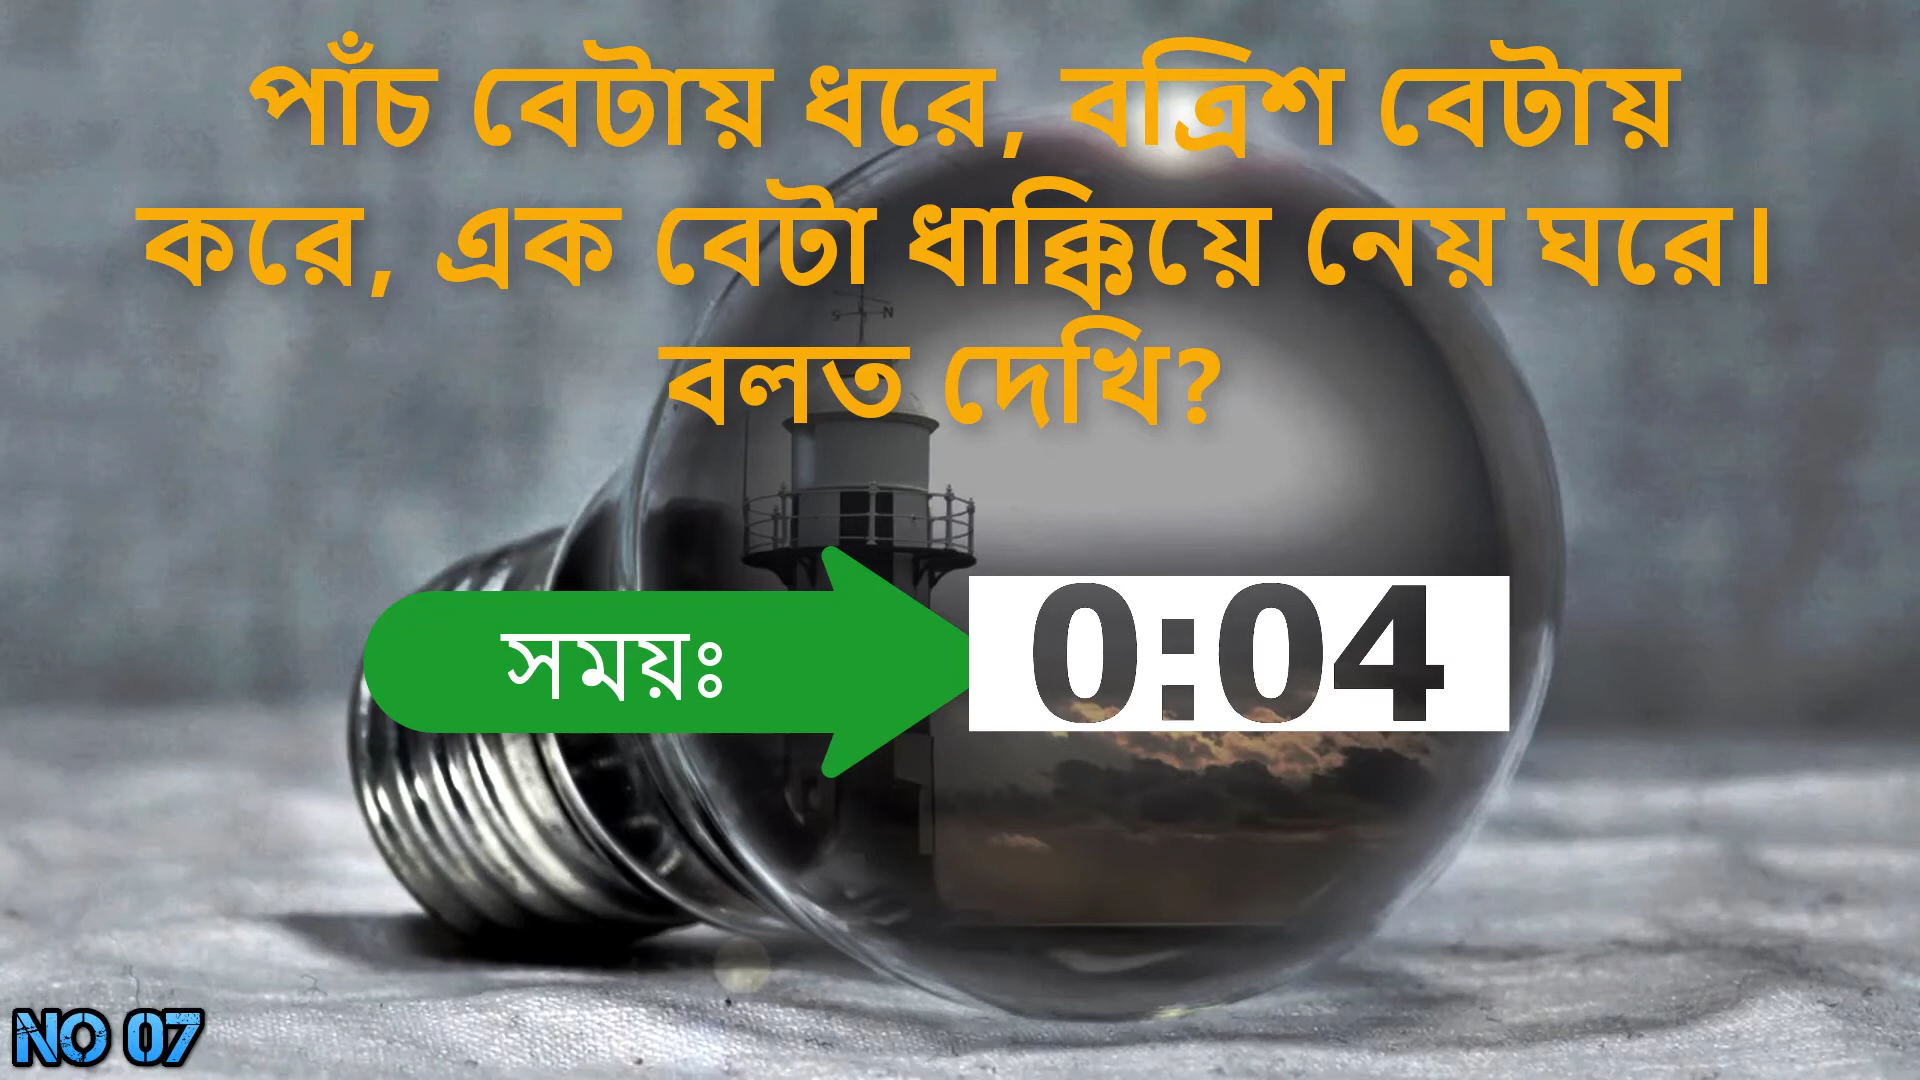 পাঁচ বেটায় ধরে, বত্রিশ বেটায়
করে, এক বেটা ধাক্কিয়ে নেয় ঘরে।
বলত দেখি?
সময়ঃ 0:04
S N
NO 07